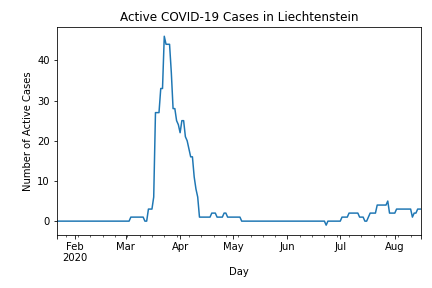 Active COVID-19 Cases in Liechtenstein
Number of Active Cases
40
30
20
10
0
Feb Mar Apr May Jun Jul Aug
2020
Day